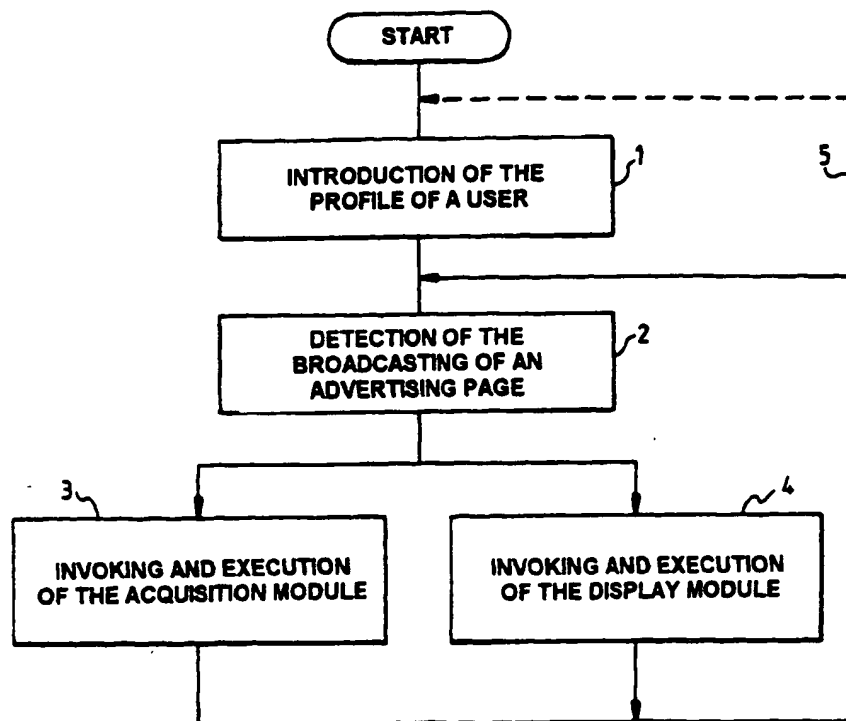 START
INTRODUCTION OF THE
PROFILE OF A USER
1
5
DETECTION OF THE
BROADCASTING OF AN
ADVERTISING PAGE
2
3
4
INVOKING AND EXECUTION
OF THE ACQUISITION MODULE
INVOKING AND EXECUTION
OF THE DISPLAY MODULE